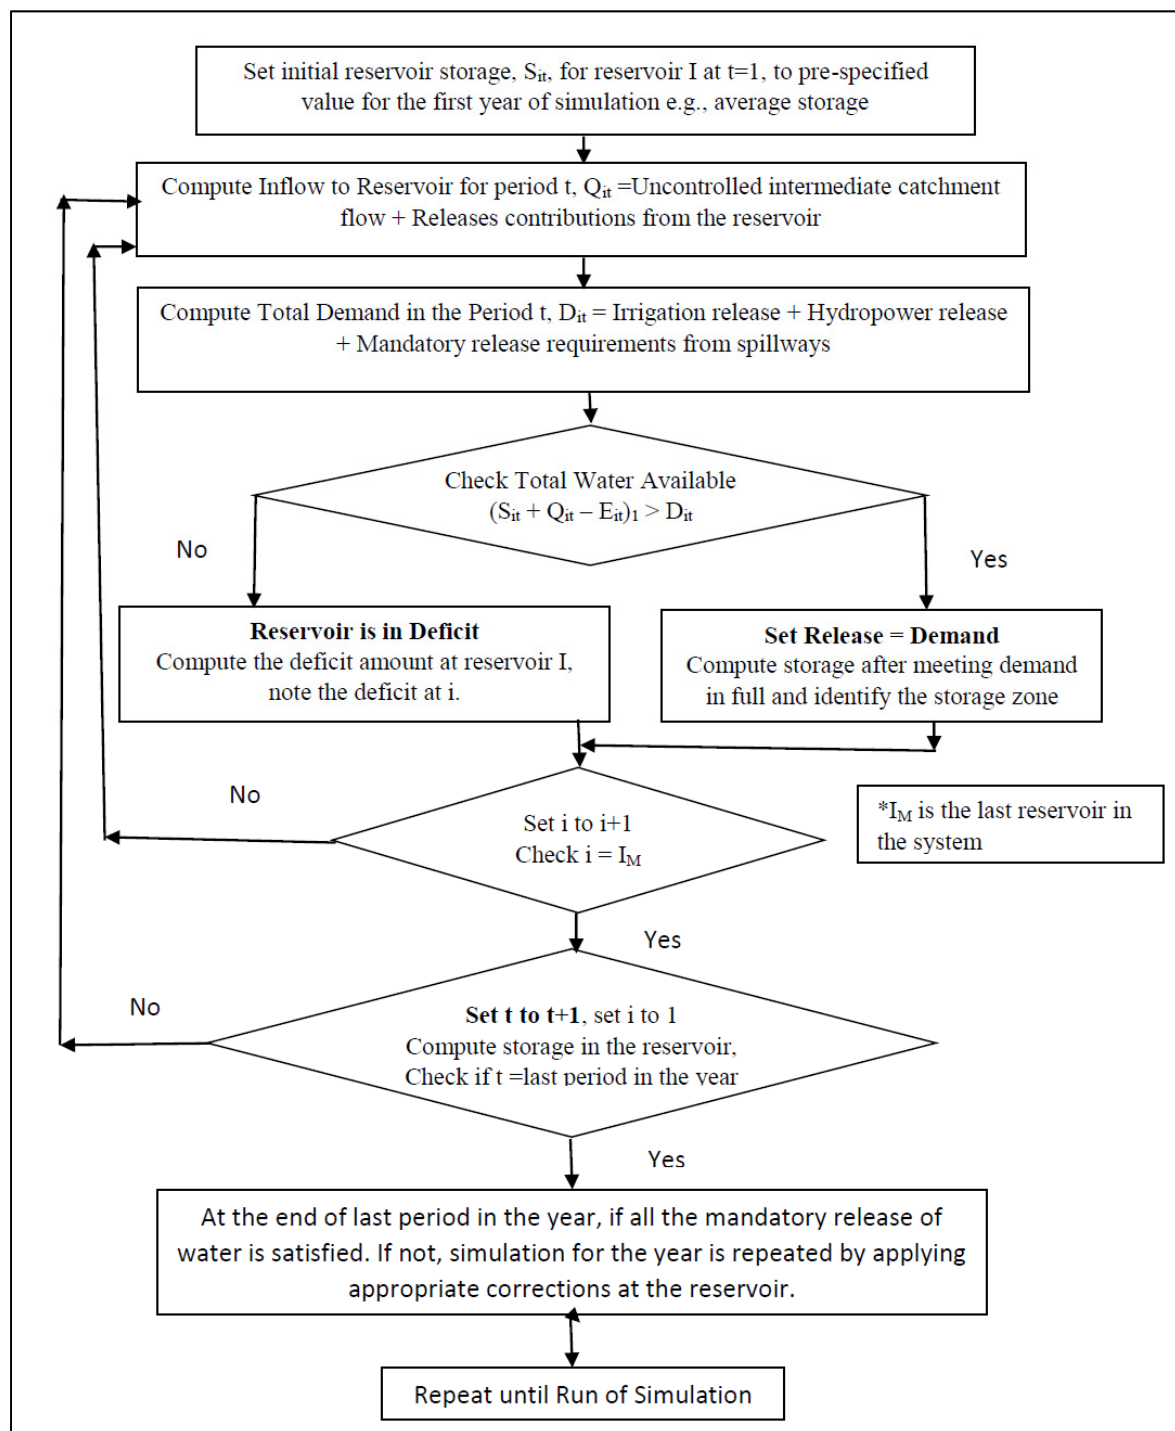 Set initial reservoir storage, Sit, for reservoir I at t=1, to pre-specified
value for the first year of simulation e.g., average storage
Compute Inflow to Reservoir for period t, Qit =Uncontrolled intermediate catchment
flow + Releases contributions from the reservoir
Compute Total Demand in the Period t, Dit = Irrigation release + Hydropower release
+ Mandatory release requirements from spillways
Check Total Water Available
(Sit + Qit – Eit)1 > Dit
No
Yes
Reservoir is in Deficit
Compute the deficit amount at reservoir I,
note the deficit at i.
Set Release = Demand
Compute storage after meeting demand
in full and identify the storage zone
No
Set i to i+1
Check i = IM
*IM is the last reservoir in
the system
Yes
No
Set t to t+1, set i to 1
Compute storage in the reservoir,
Check if t =last period in the year
Yes
At the end of last period in the year, if all the mandatory release of
water is satisfied. If not, simulation for the year is repeated by applying
appropriate corrections at the reservoir.
Repeat until Run of Simulation